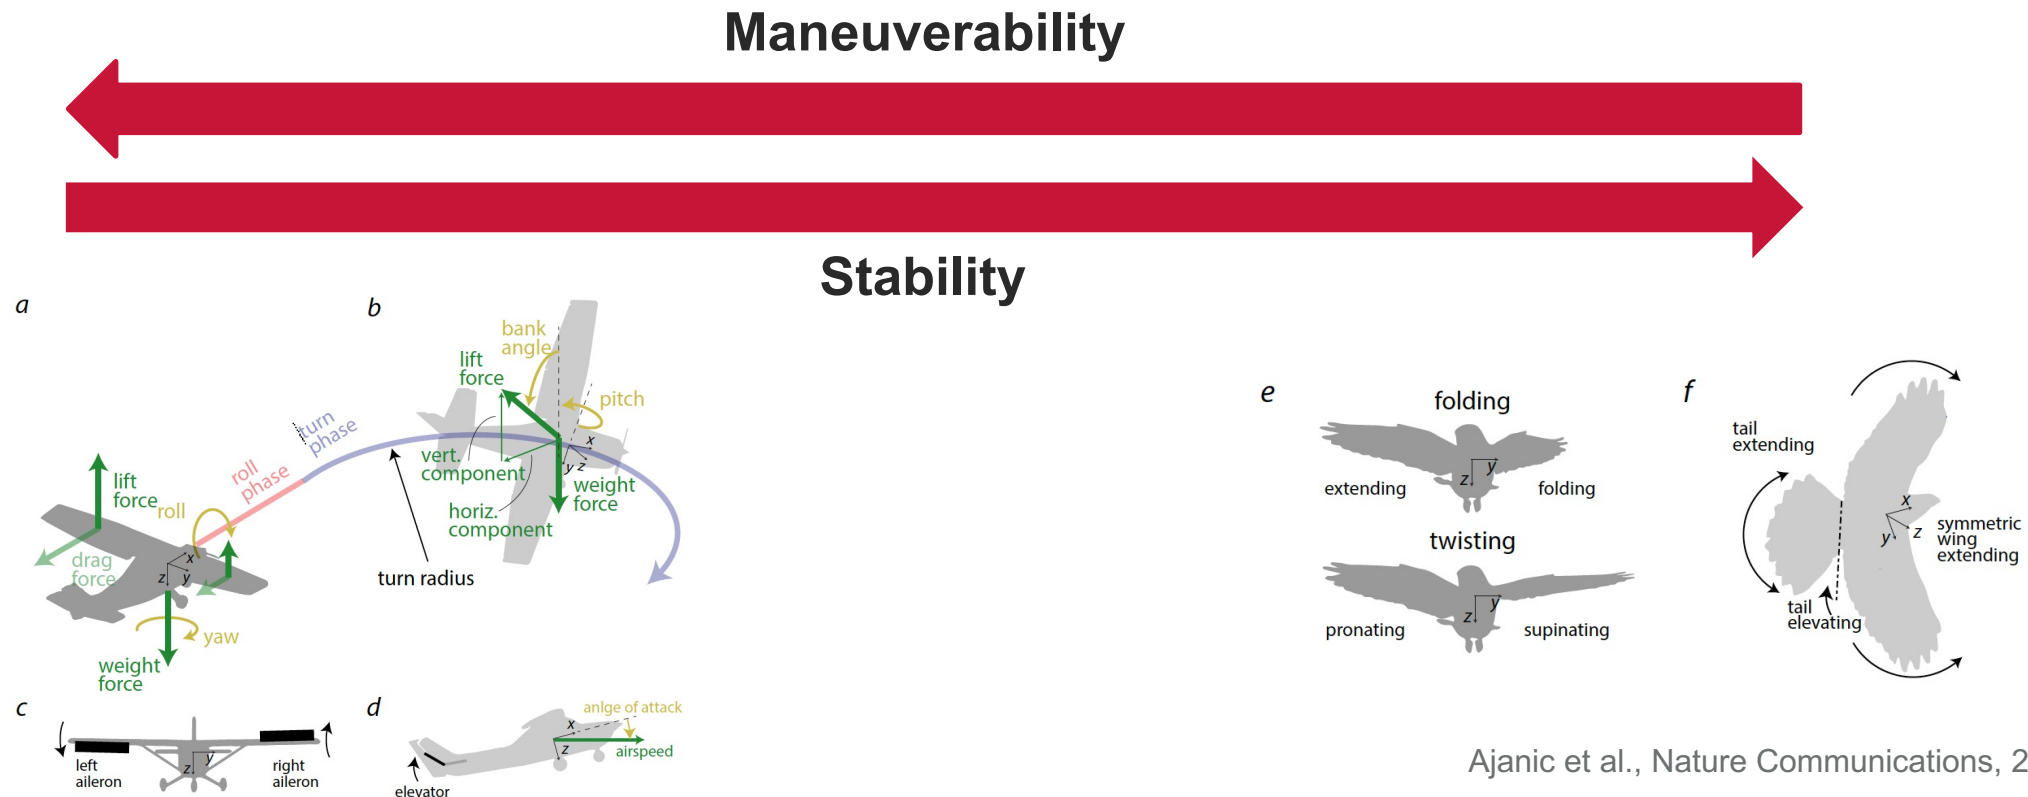 Maneuverability
Stability
a
b
bank
angle
lift
force
pitch
turn
phase
roll
phase
vert.
component
x
y
z
weight
force
horiz.
component
turn radius
lift
force
roll
drag
force
x
z
y
yaw
weight
force
c
left
aileron
z
y
right
aileron
d
anlge of attack
x
z
airspeed
elevator
e
folding
y
z
extending
folding
twisting
y
z
pronating
supinating
f
tail
extending
x
y
z
symmetric
wing
extending
tail
elevating
Ajanic et al., Nature Communications, 2